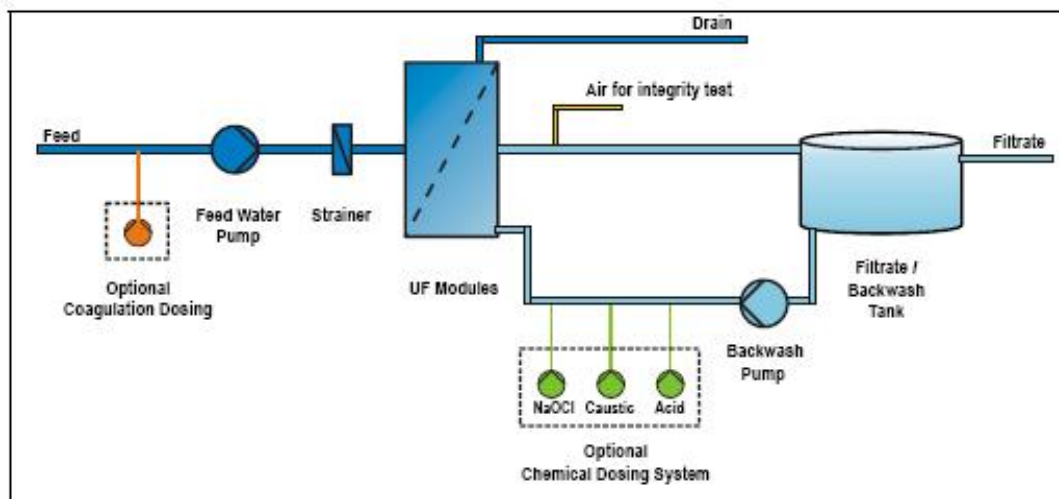 Drain
Air for integrity test
Feed
Filtrate
Feed Water
Pump
Strainer
Optional
Coagulation Dosing
UF Modules
Filtrate /
Backwash
Tank
Backwash
Pump
NaOCl Caustic Acid
Optional
Chemical Dosing System